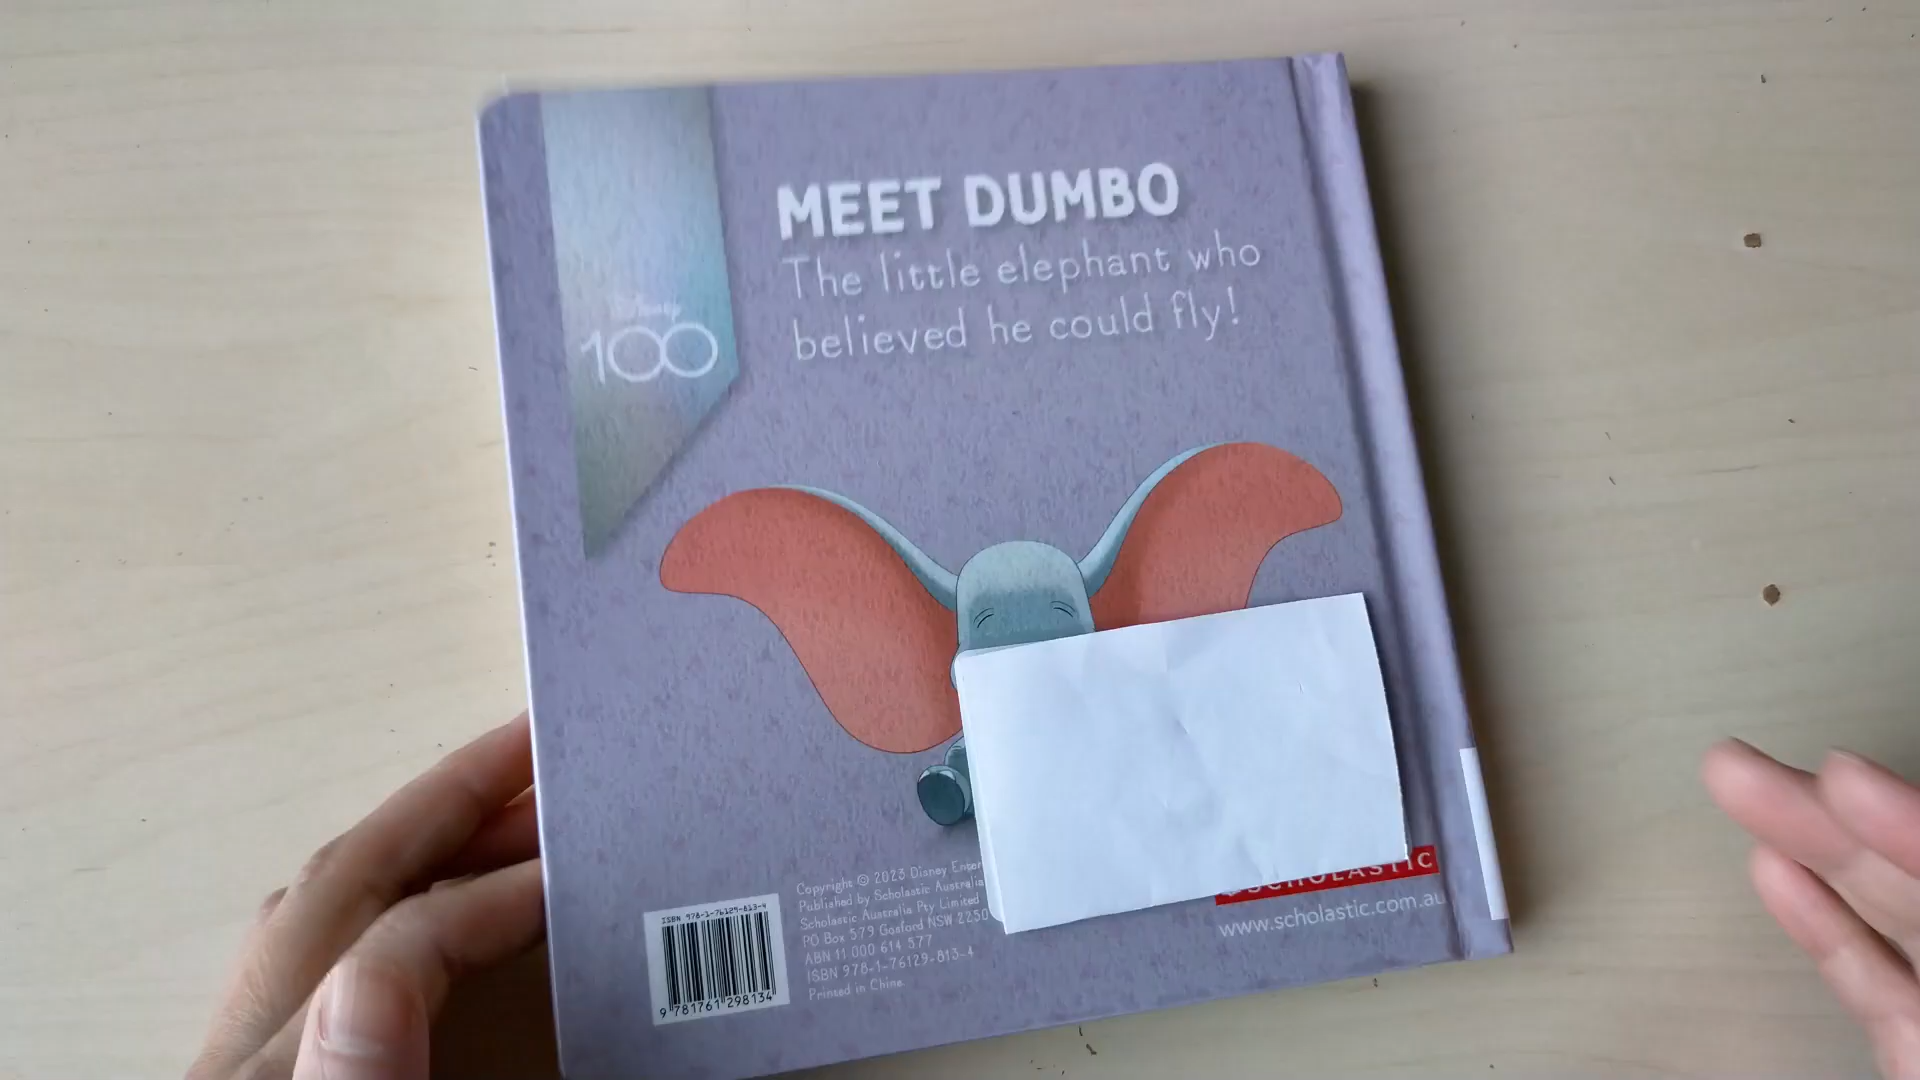 MEET DUMBO
The little elephant who
believed he could fly!
Disney
100
Copyright © 2023 Disney
Published by Scholastic Australia
Scholastic Australia Pty Limited
PO Box 579 Gosford NSW 2250
ABN 11 000 614 577
ISBN 978-1-76129-813-4
Printed in China
ISBN 978-1-76129-813-4
9 781761 298134
SCHOLASTIC
www.scholastic.com.au